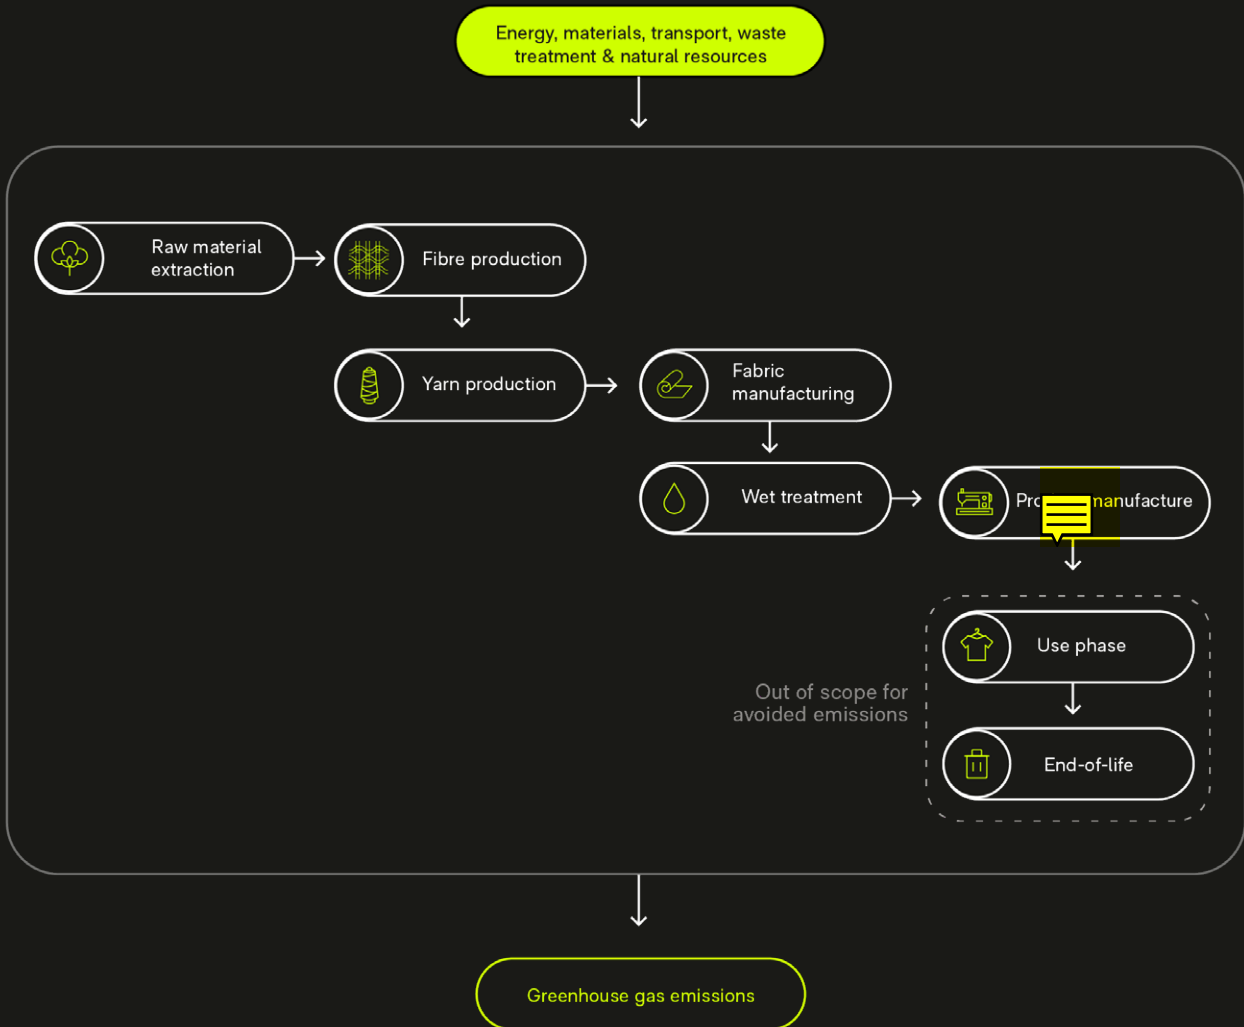 Energy, materials, transport, waste
treatment & natural resources
Raw material
extraction
Fibre production
Yarn production
Fabric
manufacturing
Wet treatment
manufacture
Use phase
Out of scope for
avoided emissions
End-of-life
Greenhouse gas emissions